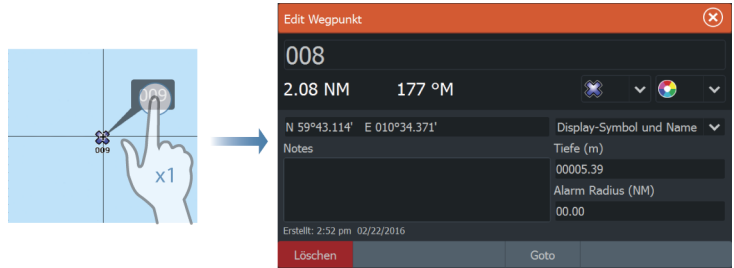 009
009
x1
Edit Wegpunkt
008
2.08 NM 177 °M
N 59°43.114' E 010°34.371' Display-Symbol und Name
Notes Tiefe (m)
00005.39
Alarm Radius (NM)
00.00
Erstellt: 2:52 pm 02/22/2016
Löschen Goto